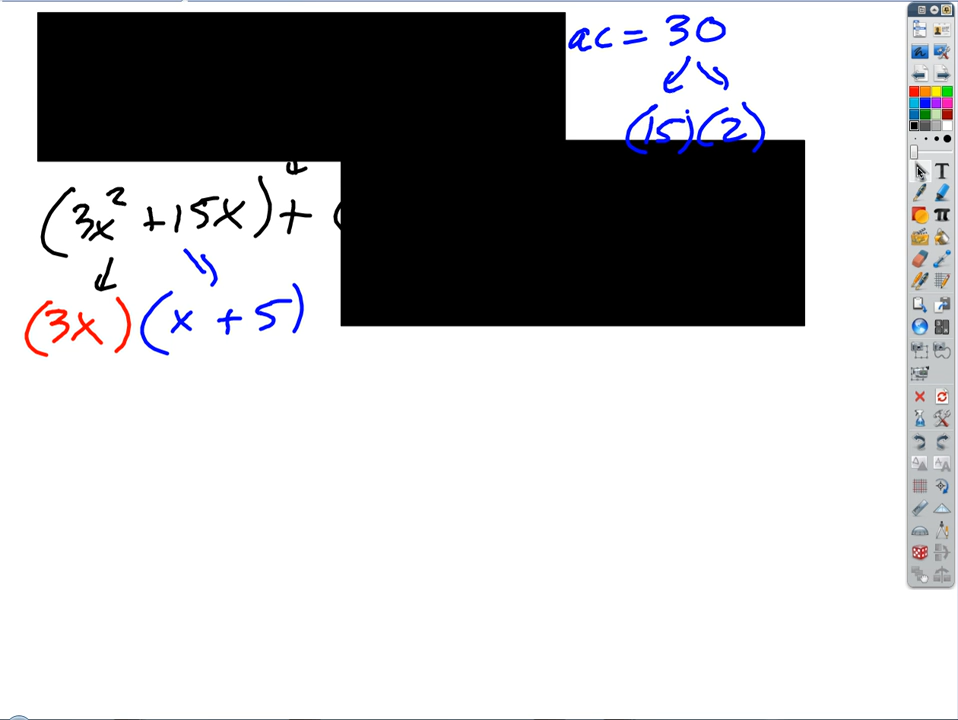 ac = 30
(15)(2)
(3x² +15x) + (
(3x)(x + 5)